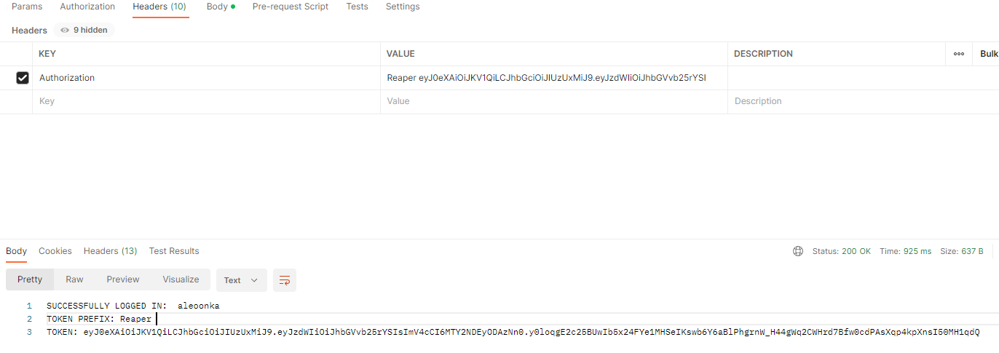 Params Authorization Headers (10) Body Pre-request Script Tests Settings
Headers 9 hidden
KEY VALUE DESCRIPTION ooo Bulk
Authorization Reaper eyJ0eXAiOiJKV1QiLCJhbGciOiJIUzUxMiJ9.eyJzdWIiOiJhbGVvb25rYSI
Key Value Description
Body Cookies Headers (13) Test Results Status: 200 OK Time: 925 ms Size: 637 B
Pretty Raw Preview Visualize Text
1 SUCCESSFULLY LOGGED IN: aleoonka
2 TOKEN PREFIX: Reaper
3 TOKEN: eyJ0eXAiOiJKV1QiLCJhbGciOiJIUzUxMiJ9.eyJzdWIiOiJhbGVvb25rYSIsImV4cCI6MTY2NDEyODAzNn0.y0loqgE2c25BUwIb5x24FYe1MHSeIKswb6Y6aBlPhgrnW_H44gWq2CWHrd7Bfw0cdPAsXqp4kpXnsI50MH1qdQ